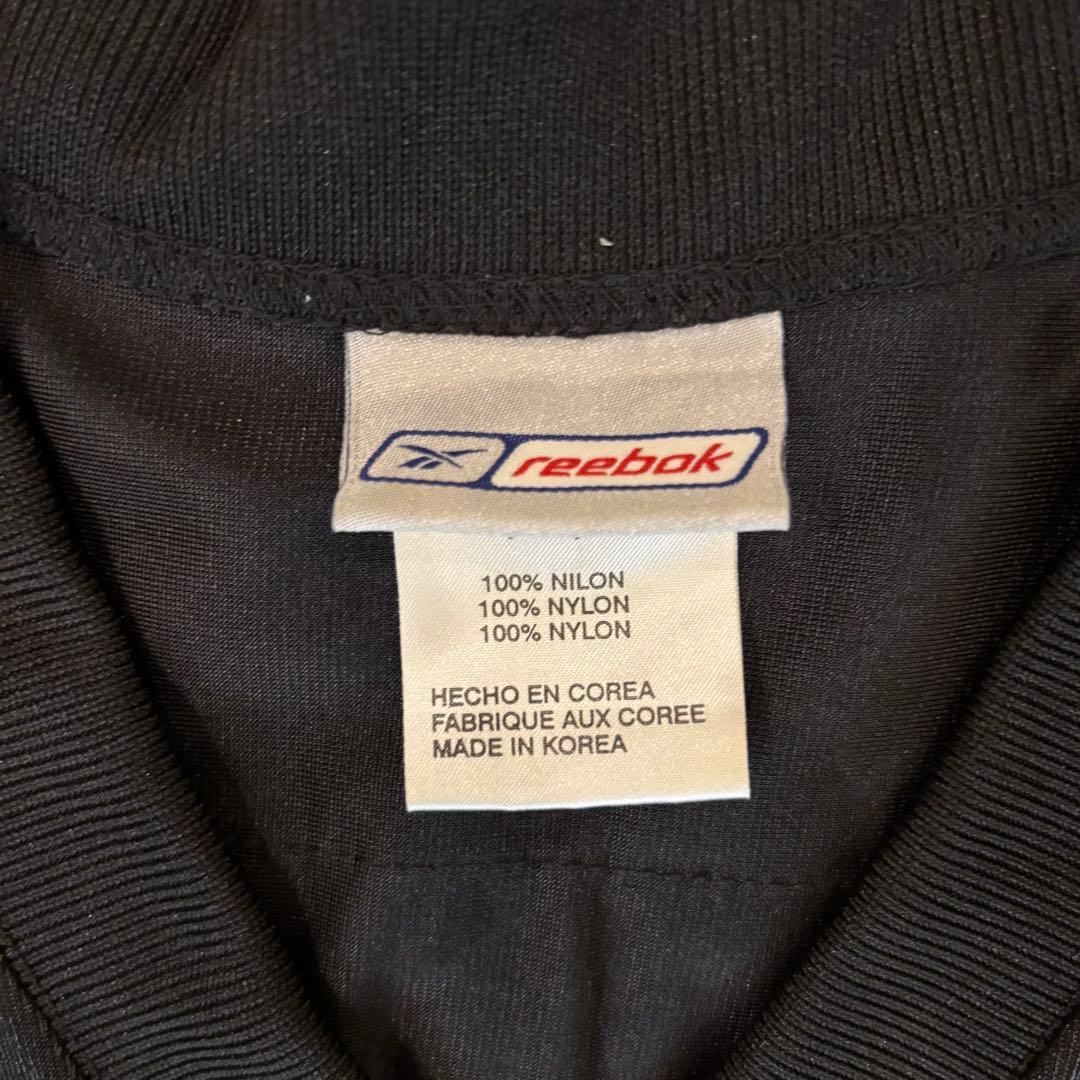 reebok
100% NILON
100% NYLON
100% NYLON
HECHO EN COREA
FABRIQUE AUX COREE
MADE IN KOREA